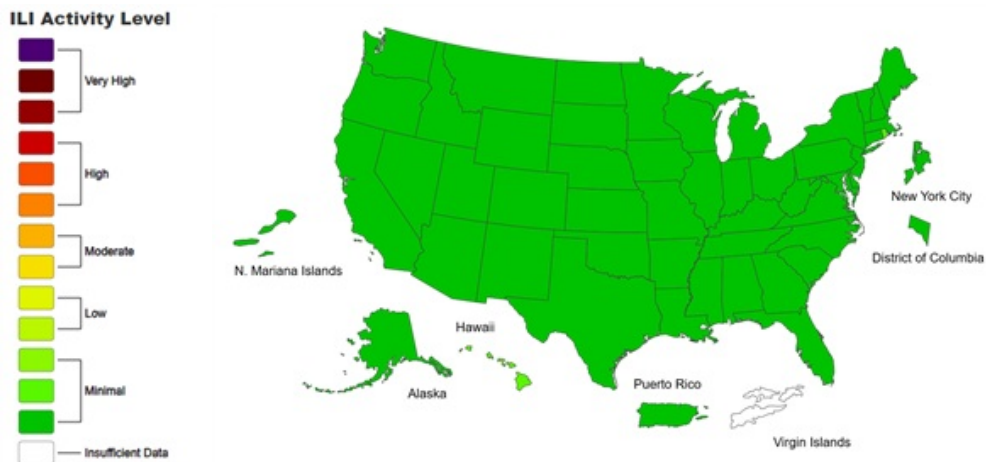 ILI Activity Level
Very High
High
Moderate
Low
Minimal
Insufficient Data
New York City
District of Columbia
N. Mariana Islands
Hawaii
Alaska
Puerto Rico
Virgin Islands